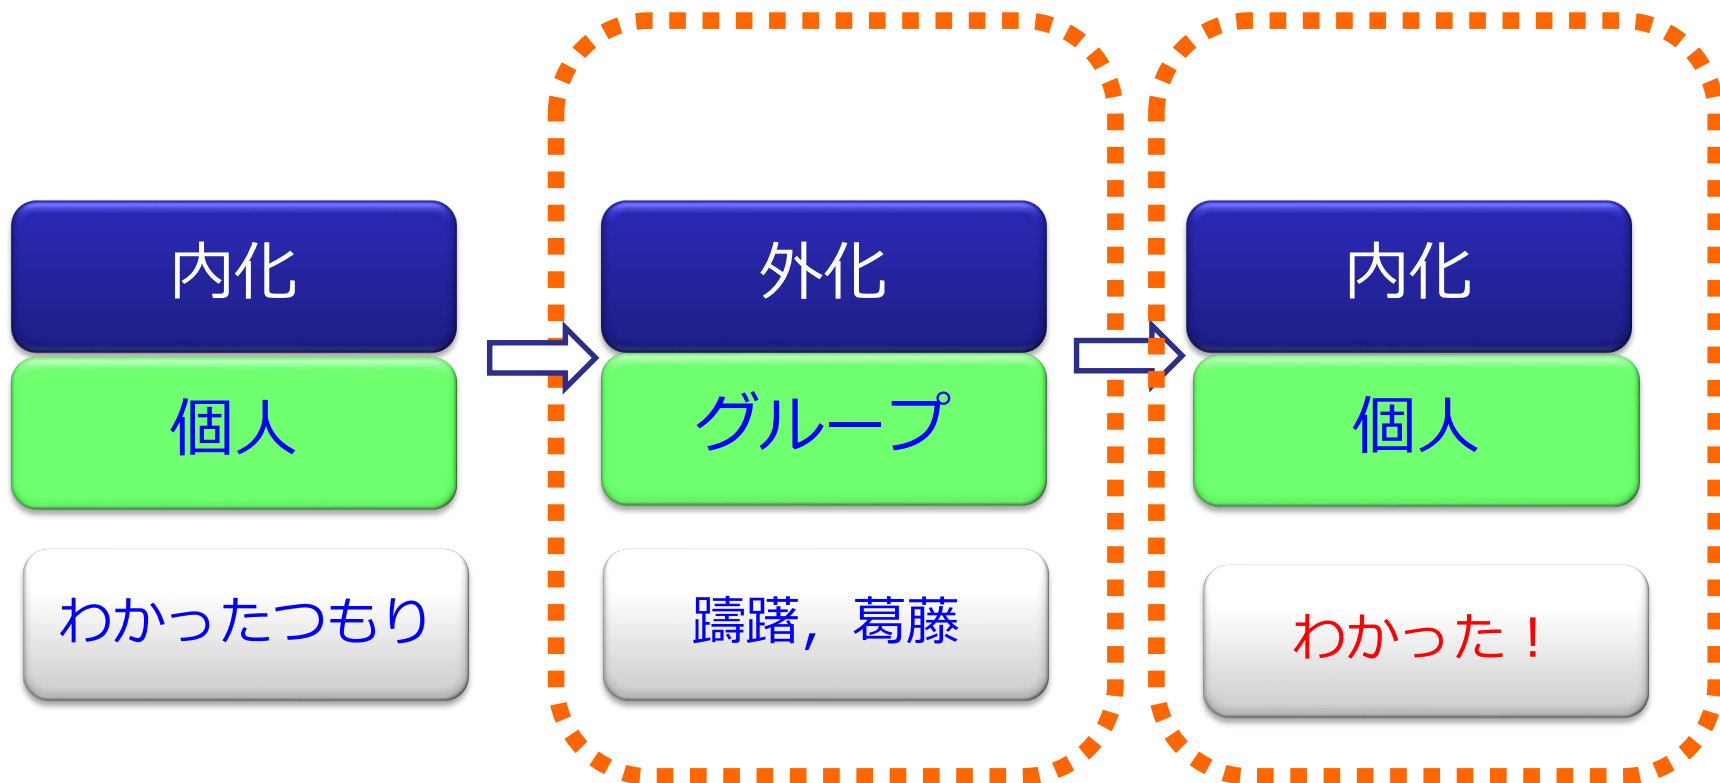 内化
個人
わかったつもり
外化
グループ
躊躇，葛藤
内化
個人
わかった！